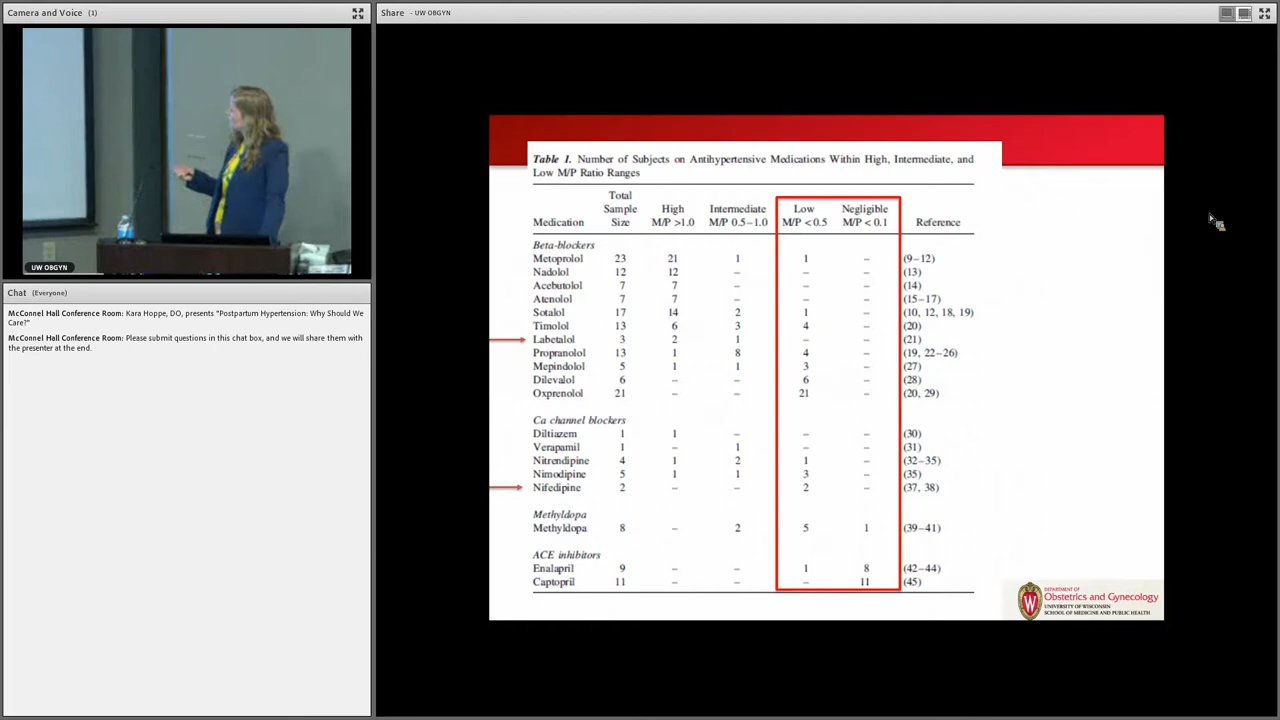 Camera and Voice (1)
UW OBGYN
Chat (Everyone)
McConnel Hall Conference Room: Kara Hoppe, DO, presents "Postpartum Hypertension: Why Should We
Care?"
McConnel Hall Conference Room: Please submit questions in this chat box, and we will share them with
the presenter at the end.
Share - UW OBGYN
Table I. Number of Subjects on Antihypertensive Medications Within High, Intermediate, and
Low M/P Ratio Ranges
Medication Total Sample Size High M/P >1.0 Intermediate M/P 0.5–1.0 Low M/P <0.5 Negligible M/P <0.1 Reference
Beta-blockers
Metoprolol 23 21 1 1 – (9–12)
Nadolol 12 12 – – – (13)
Acebutolol 7 7 – – – (14)
Atenolol 7 7 – – – (15–17)
Sotalol 17 14 2 1 – (10, 12, 18, 19)
Timolol 13 6 3 4 – (20)
Labetalol 3 2 1 – – (21)
Propranolol 13 1 8 4 – (19, 22–26)
Mepindolol 5 1 1 3 – (27)
Dilevalol 6 – – 6 – (28)
Oxprenolol 21 – – 21 – (20, 29)
Ca channel blockers
Diltiazem 1 1 – – – (30)
Verapamil 1 – 1 – – (31)
Nitrendipine 4 1 2 1 – (32–35)
Nimodipine 5 1 1 3 – (35)
Nifedipine 2 – – 2 – (37, 38)
Methyldopa
Methyldopa 8 – 2 5 1 (39–41)
ACE inhibitors
Enalapril 9 – – 1 8 (42–44)
Captopril 11 – – – 11 (45)
DEPARTMENT OF
Obstetrics and Gynecology
UNIVERSITY OF WISCONSIN
SCHOOL OF MEDICINE AND PUBLIC HEALTH